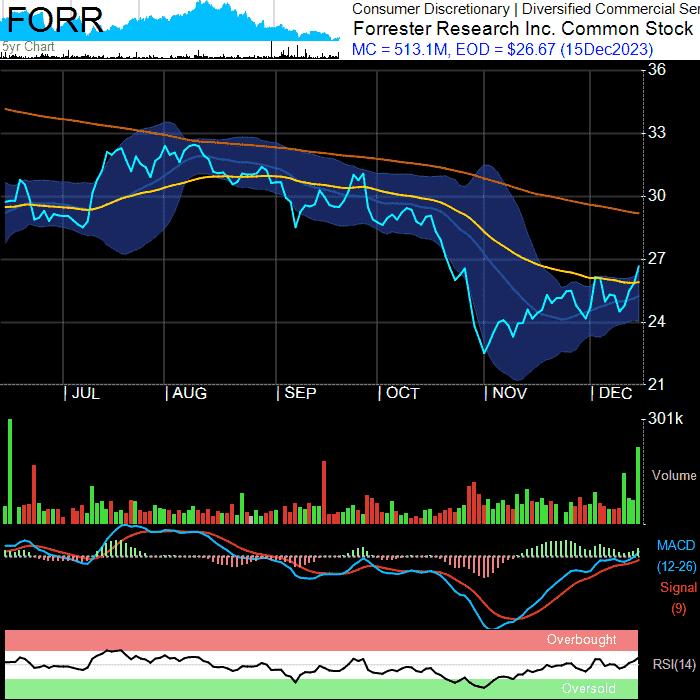 FORR
5yr Chart
Consumer Discretionary | Diversified Commercial Ser
Forrester Research Inc. Common Stock
MC = 513.1M, EOD = $26.67 (15Dec2023)
36
33
30
27
24
21
| JUL | AUG | SEP | OCT | NOV | DEC
301k
Volume
MACD
(12-26)
Signal
(9)
Overbought
RSI(14)
Oversold